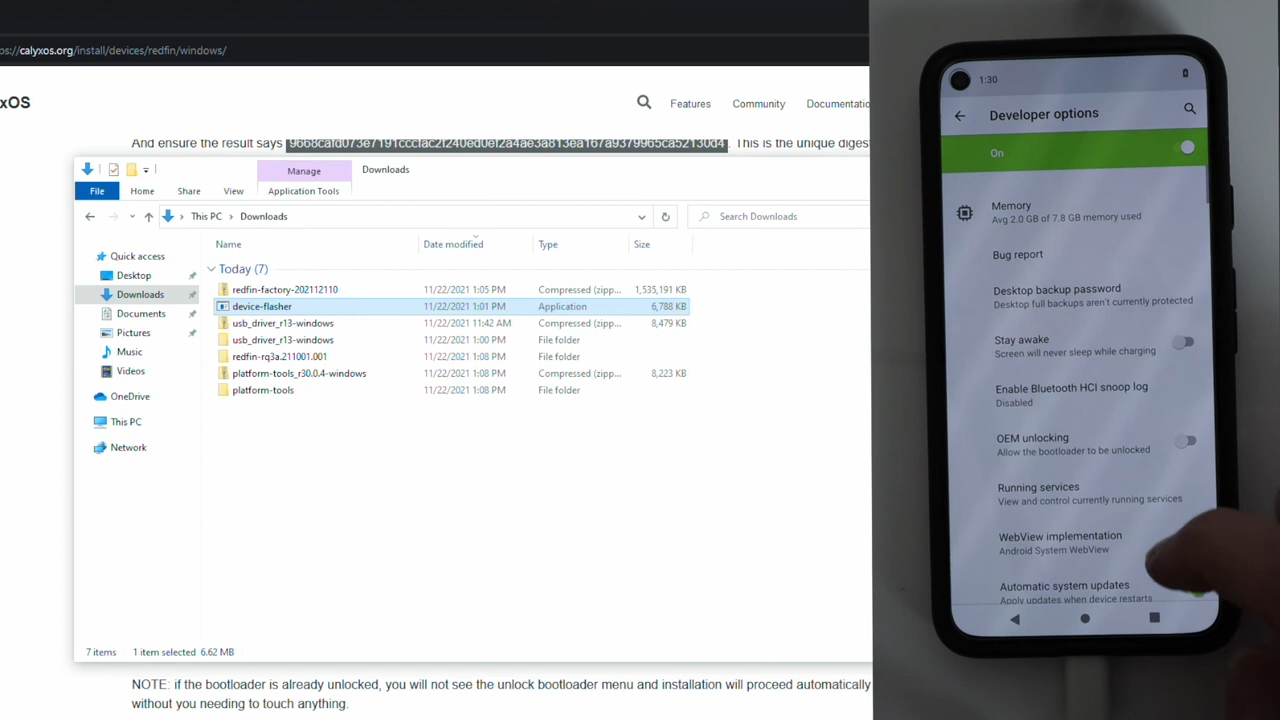 ps://calyxos.org/install/devices/redfin/windows/
xOS
Features Community Documentatio
And ensure the result says
. This is the unique diges
Manage Downloads
File Home Share View Application Tools
This PC > Downloads Search Downloads
Name Date modified Type Size
Quick access
Desktop
Downloads
Documents
Pictures
Music
Videos
OneDrive
This PC
Network
Today (7)
redfin-factory-202112110 11/22/2021 1:05 PM Compressed (zipp... 1,535,191 KB
device-flasher 11/22/2021 1:01 PM Application 6,788 KB
usb_driver_r13-windows 11/22/2021 11:42 AM Compressed (zipp... 8,479 KB
usb_driver_r13-windows 11/22/2021 1:00 PM File folder
redfin-rq3a.211001.001 11/22/2021 1:08 PM File folder
platform-tools_r30.0.4-windows 11/22/2021 1:08 PM Compressed (zipp... 8,223 KB
platform-tools 11/22/2021 1:08 PM File folder
7 items 1 item selected 6.62 MB
NOTE: if the bootloader is already unlocked, you will not see the unlock bootloader menu and installation will proceed automatically
without you needing to touch anything.
1:30
Developer options
On
Memory
Avg 2.0 GB of 7.8 GB memory used
Bug report
Desktop backup password
Desktop full backups aren't currently protected
Stay awake
Screen will never sleep while charging
Enable Bluetooth HCI snoop log
Disabled
OEM unlocking
Allow the bootloader to be unlocked
Running services
View and control currently running services
WebView implementation
Android System WebView
Automatic system updates
Apply updates when device restarts